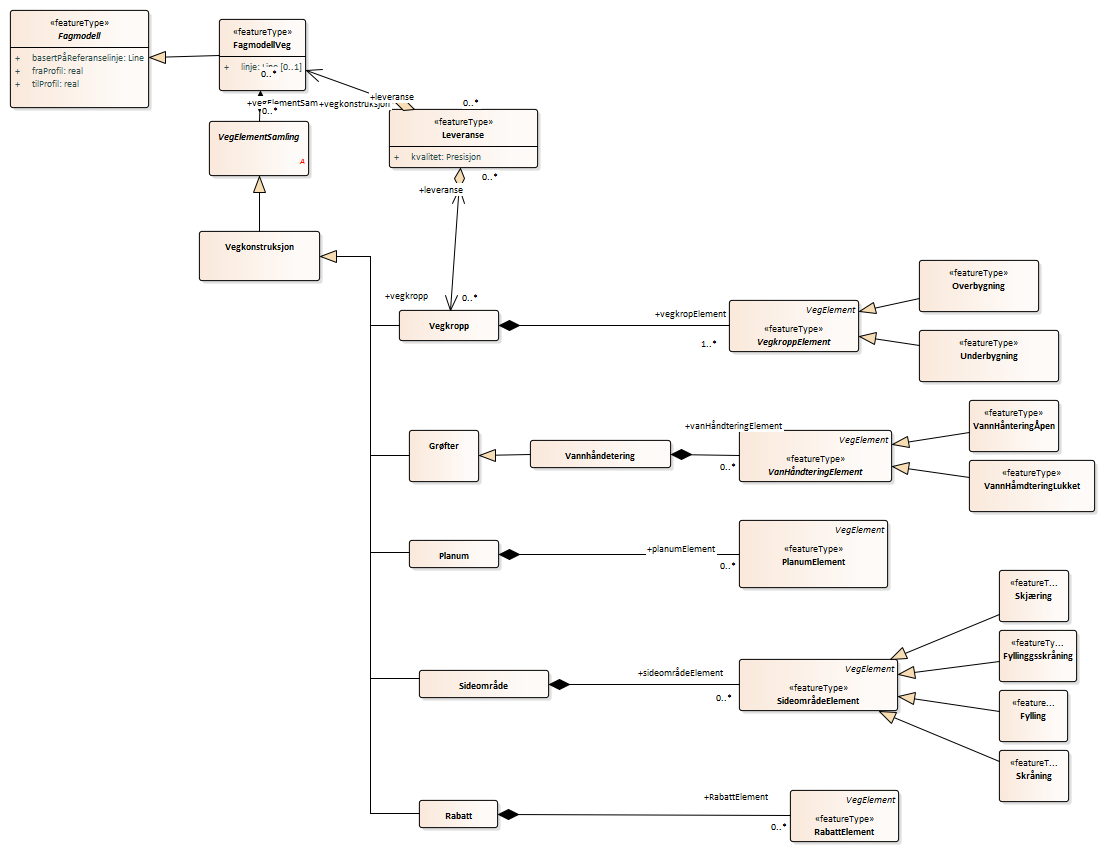 «featureType»
Fagmodell
+ basertPåReferanselinje: Line
+ fraProfil: real
+ tilProfil: real
«featureType»
FagmodellVeg
+ linje: Line [0..1]
0..*
+vegElementSam
+vegkonstruksjon
0..*
+leveranse
0..*
VegElementSamling
A
«featureType»
Leveranse
+ kvalitet: Presisjon
0..*
+leveranse
Vegkonstruksjon
+vegkropp
0..*
Vegkropp
+vegkropElement
1..*
VegElement
«featureType»
VegkroppElement
«featureType»
Overbygning
«featureType»
Underbygning
Grøfter
Vannhåndetering
+vanHåndteringElement
0..*
VegElement
«featureType»
VanHåndteringElement
«featureType»
VannHånteringÅpen
«featureType»
VannHåmdteringLukket
Planum
+planumElement
0..*
VegElement
«featureType»
PlanumElement
Sideområde
+sideområdeElement
0..*
VegElement
«featureType»
SideområdeElement
«featureT...
Skjæring
«featureTy...
Fyllinggsskråning
«feature...
Fylling
«featureT...
Skråning
Rabatt
+RabattElement
0..*
VegElement
«featureType»
RabattElement